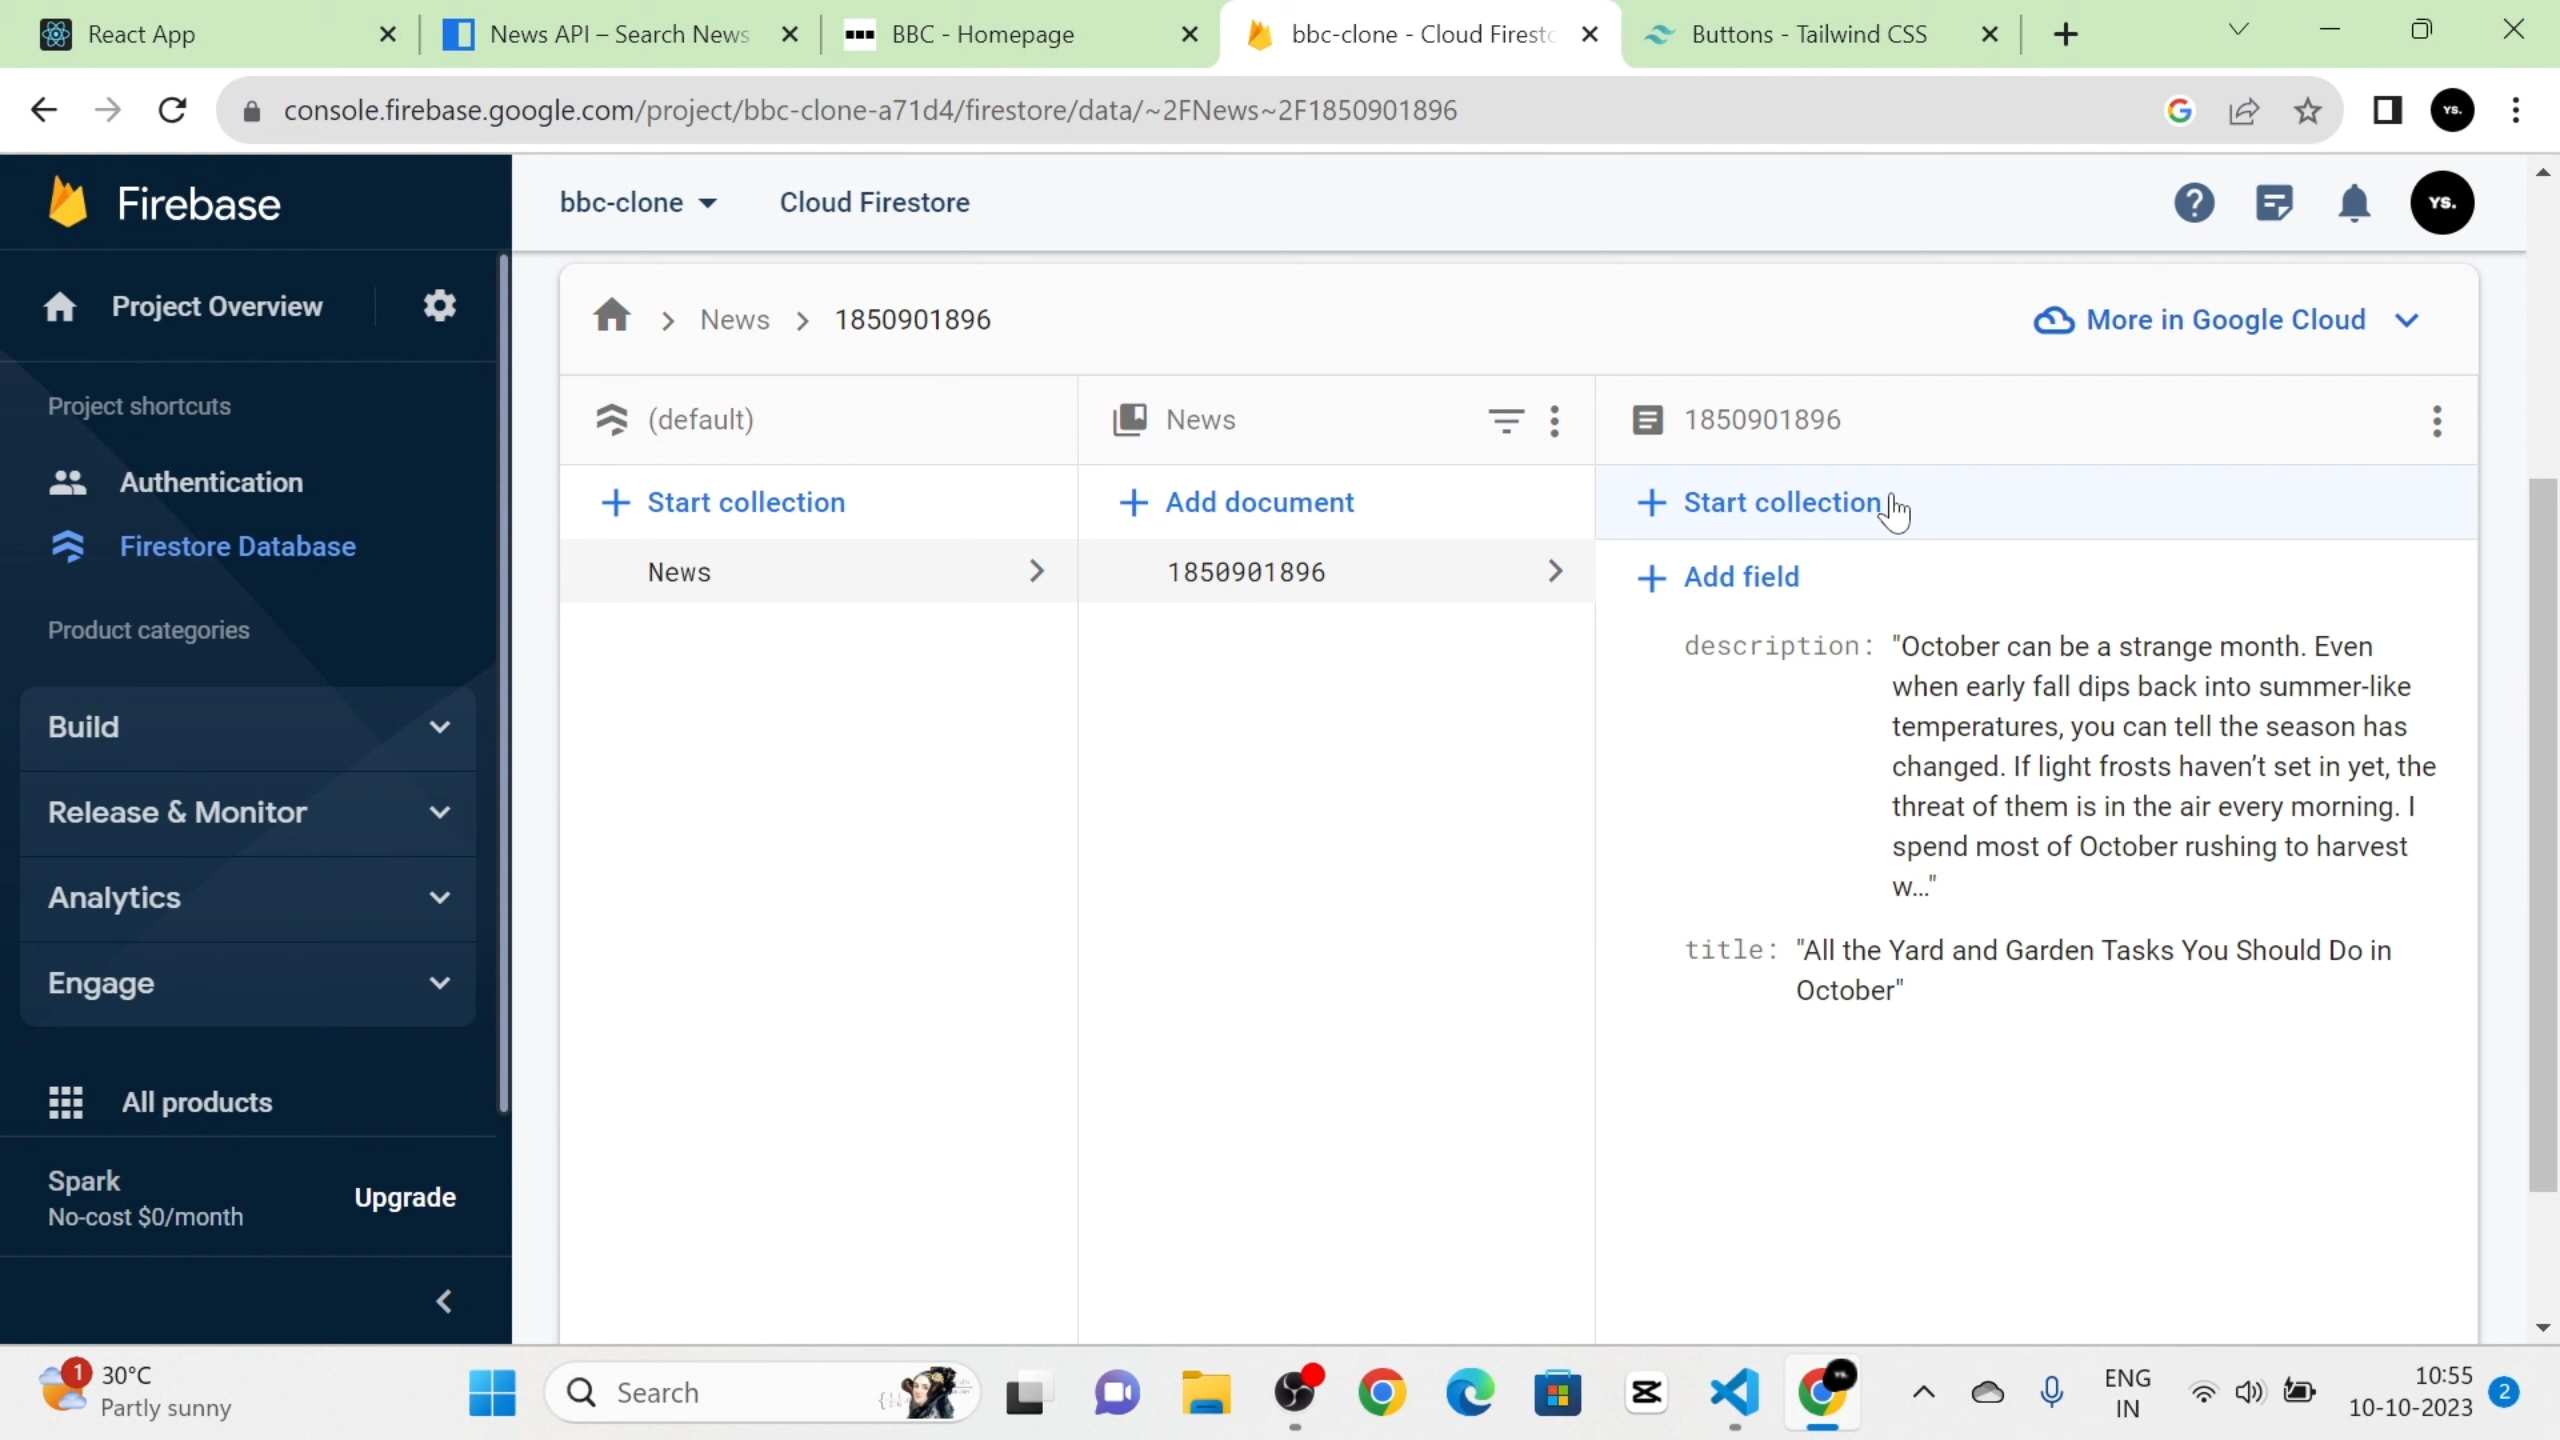 React App
News API – Search News
BBC - Homepage
bbc-clone - Cloud Firesto
Buttons - Tailwind CSS
console.firebase.google.com/project/bbc-clone-a71d4/firestore/data/~2FNews~2F1850901896
YS.
Firebase
bbc-clone
Cloud Firestore
YS.
Project Overview
Project shortcuts
Authentication
Firestore Database
Product categories
Build
Release & Monitor
Analytics
Engage
All products
Spark
No-cost $0/month
Upgrade
News
1850901896
More in Google Cloud
(default)
News
1850901896
Start collection
Add document
Start collection
News
1850901896
Add field
description: "October can be a strange month. Even
when early fall dips back into summer-like
temperatures, you can tell the season has
changed. If light frosts haven’t set in yet, the
threat of them is in the air every morning. I
spend most of October rushing to harvest
w…"
title: "All the Yard and Garden Tasks You Should Do in
October"
1
30°C
Partly sunny
Search
ENG
IN
10:55
10-10-2023
2